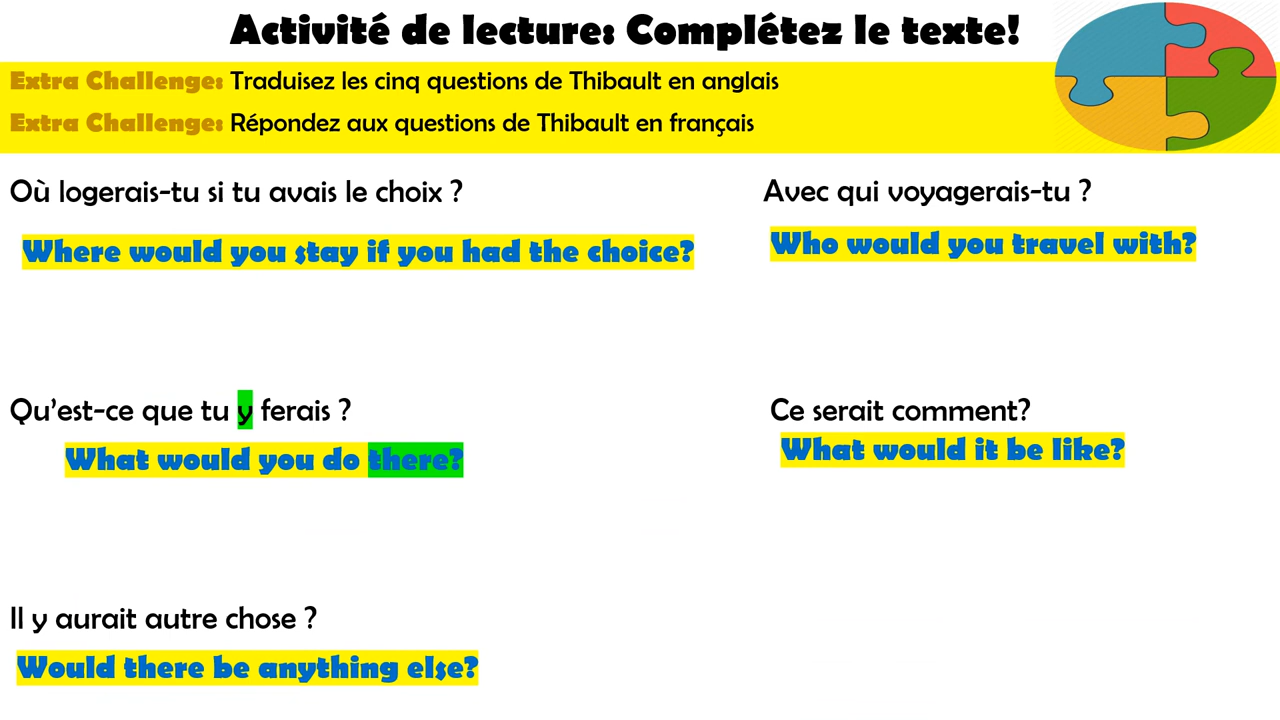 Activité de lecture: Complétez le texte!
Extra Challenge: Traduisez les cinq questions de Thibault en anglais
Extra Challenge: Répondez aux questions de Thibault en français
Où logerais-tu si tu avais le choix ?
Where would you stay if you had the choice?
Avec qui voyagerais-tu ?
Who would you travel with?
Qu’est-ce que tu y ferais ?
What would you do there?
Ce serait comment?
What would it be like?
Il y aurait autre chose ?
Would there be anything else?